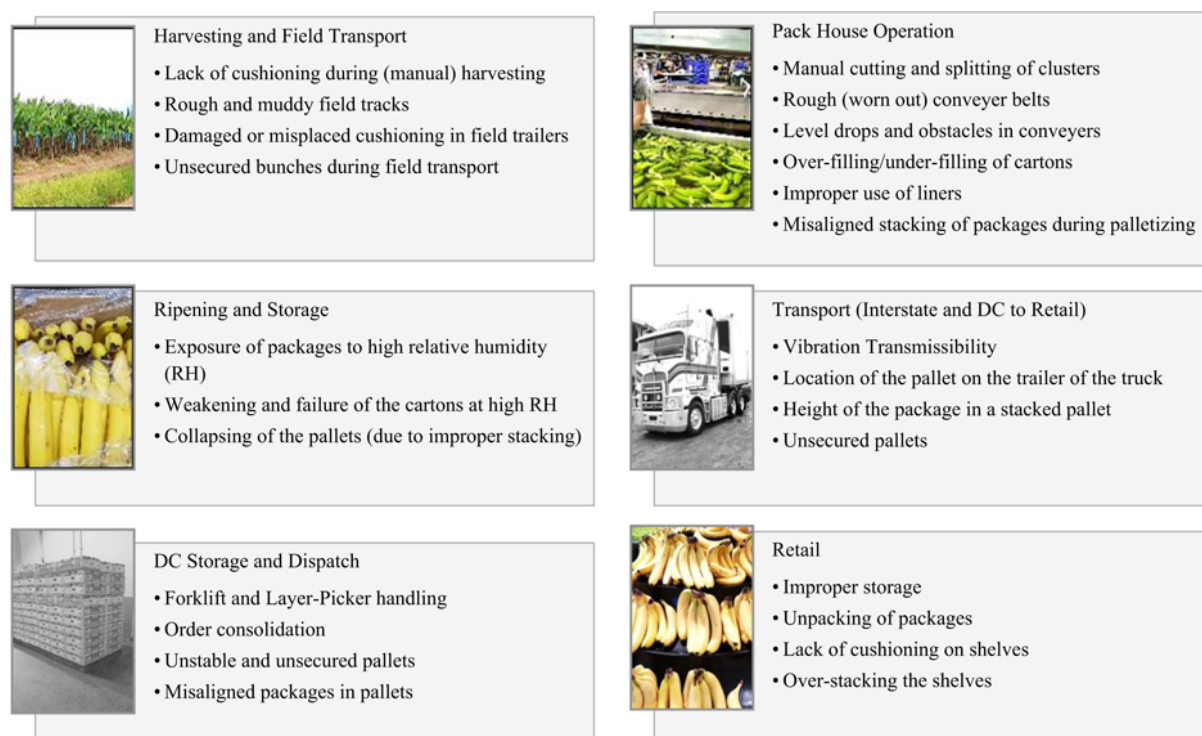 Harvesting and Field Transport
• Lack of cushioning during (manual) harvesting
• Rough and muddy field tracks
• Damaged or misplaced cushioning in field trailers
• Unsecured bunches during field transport
Pack House Operation
• Manual cutting and splitting of clusters
• Rough (worn out) conveyer belts
• Level drops and obstacles in conveyers
• Over-filling/under-filling of cartons
• Improper use of liners
• Misaligned stacking of packages during palletizing
Ripening and Storage
• Exposure of packages to high relative humidity
(RH)
• Weakening and failure of the cartons at high RH
• Collapsing of the pallets (due to improper stacking)
Transport (Interstate and DC to Retail)
• Vibration Transmissibility
• Location of the pallet on the trailer of the truck
• Height of the package in a stacked pallet
• Unsecured pallets
DC Storage and Dispatch
• Forklift and Layer-Picker handling
• Order consolidation
• Unstable and unsecured pallets
• Misaligned packages in pallets
Retail
• Improper storage
• Unpacking of packages
• Lack of cushioning on shelves
• Over-stacking the shelves